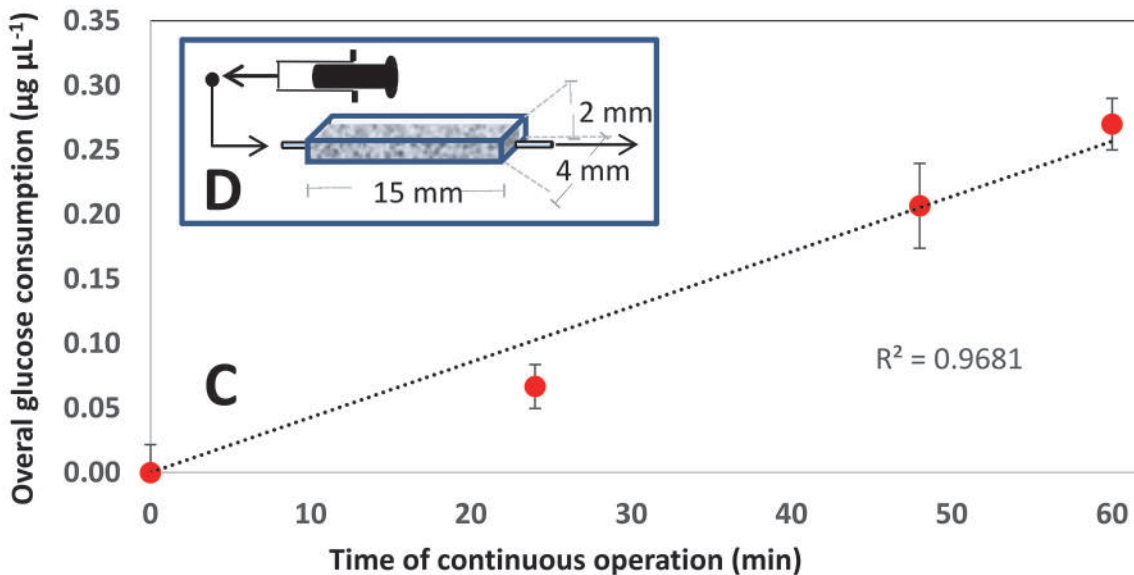 Overal glucose consumption (µg µL⁻¹)
0.35
0.30
0.25
0.20
0.15
0.10
0.05
0.00
D
2 mm
4 mm
15 mm
C
R² = 0.9681
0 10 20 30 40 50 60
Time of continuous operation (min)